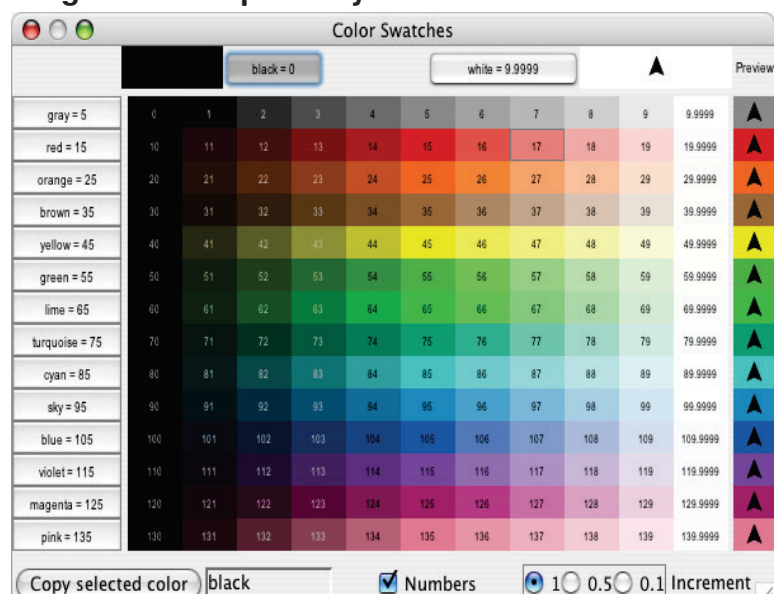 Color Swatches
black = 0 white = 9.9999 Preview
gray = 5 0 1 2 3 4 5 6 7 8 9 9.9999
red = 15 10 11 12 13 14 15 16 17 18 19 19.9999
orange = 25 20 21 22 23 24 25 26 27 28 29 29.9999
brown = 35 30 31 32 33 34 35 36 37 38 39 39.9999
yellow = 45 40 41 42 43 44 45 46 47 48 49 49.9999
green = 55 50 51 52 53 54 55 56 57 58 59 59.9999
lime = 65 60 61 62 63 64 65 66 67 68 69 69.9999
turquoise = 75 70 71 72 73 74 75 76 77 78 79 79.9999
cyan = 85 80 81 82 83 84 85 86 87 88 89 89.9999
sky = 95 90 91 92 93 94 95 96 97 98 99 99.9999
blue = 105 100 101 102 103 104 105 106 107 108 109 109.9999
violet = 115 110 111 112 113 114 115 116 117 118 119 119.9999
magenta = 125 120 121 122 123 124 125 126 127 128 129 129.9999
pink = 135 130 131 132 133 134 135 136 137 138 139 139.9999
Copy selected color black Numbers 1 0.5 0.1 Increment